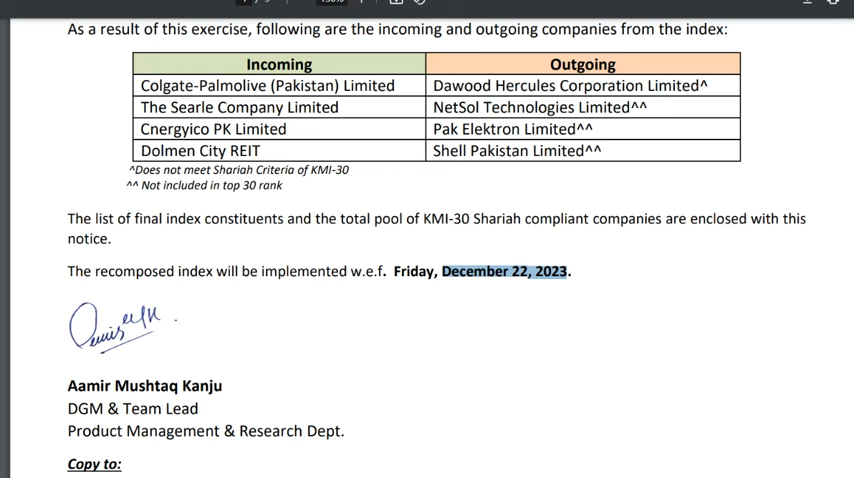 As a result of this exercise, following are the incoming and outgoing companies from the index:
Incoming Outgoing
Colgate-Palmolive (Pakistan) Limited Dawood Hercules Corporation Limited^
The Searle Company Limited NetSol Technologies Limited^^
Cnergyico PK Limited Pak Elektron Limited^^
Dolmen City REIT Shell Pakistan Limited^^
^Does not meet Shariah Criteria of KMI-30
^^ Not included in top 30 rank
The list of final index constituents and the total pool of KMI-30 Shariah compliant companies are enclosed with this
notice.
The recomposed index will be implemented w.e.f. Friday, December 22, 2023.
Aamir Mushtaq Kanju
DGM & Team Lead
Product Management & Research Dept.
Copy to: